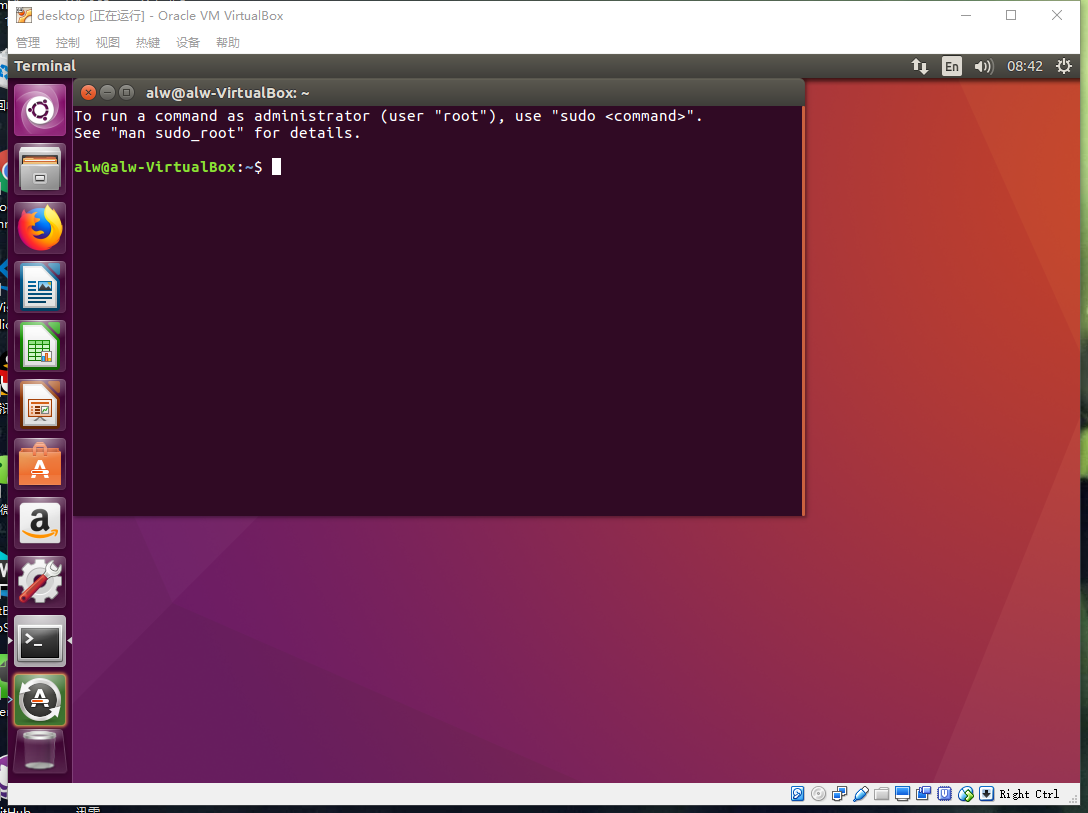 desktop [正在运行] - Oracle VM VirtualBox
管理 控制 视图 热键 设备 帮助
Terminal
En
08:42
alw@alw-VirtualBox: ~
To run a command as administrator (user "root"), use "sudo <command>".
See "man sudo_root" for details.
alw@alw-VirtualBox:~$
Right Ctrl